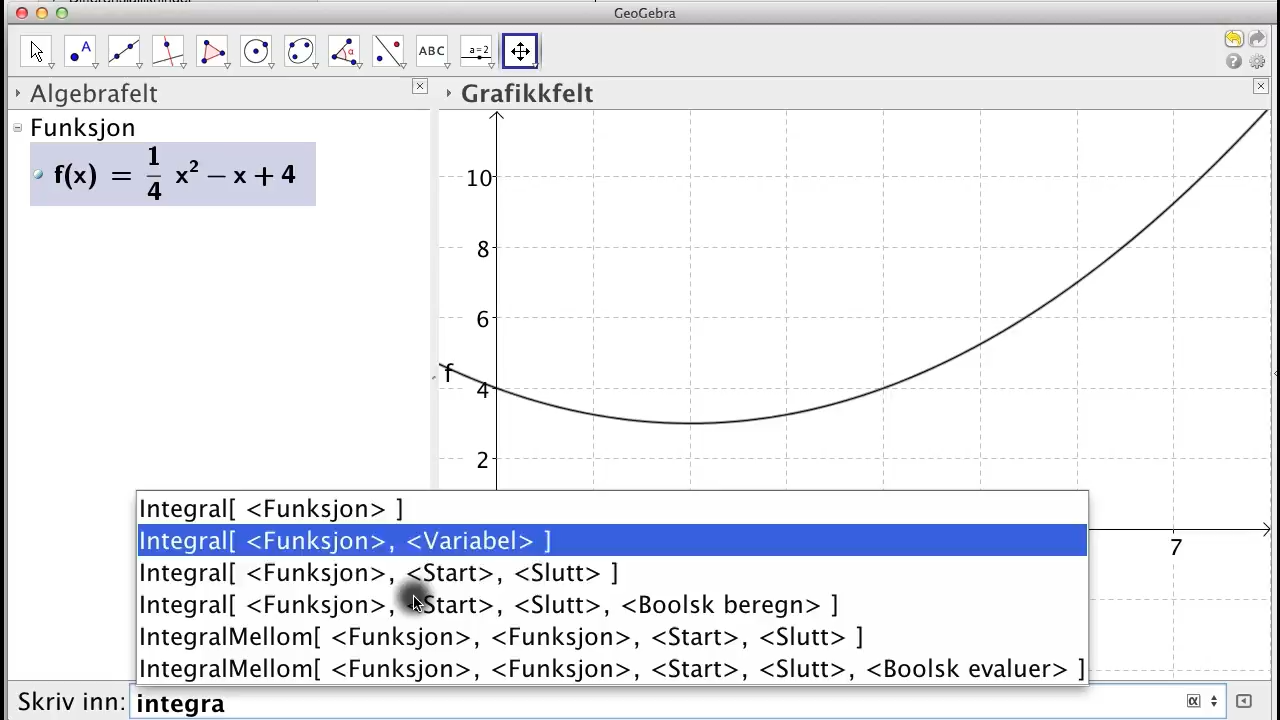 GeoGebra
A
α
ABC
a=2
Algebrafelt
Grafikkfelt
Funksjon
f(x) = 1/4 x² − x + 4
10
8
6
f
4
2
7
Integral[ <Funksjon> ]
Integral[ <Funksjon>, <Variabel> ]
Integral[ <Funksjon>, <Start>, <Slutt> ]
Integral[ <Funksjon>, <Start>, <Slutt>, <Boolsk beregn> ]
IntegralMellom[ <Funksjon>, <Funksjon>, <Start>, <Slutt> ]
IntegralMellom[ <Funksjon>, <Funksjon>, <Start>, <Slutt>, <Boolsk evaluer> ]
Skriv inn: integra
α